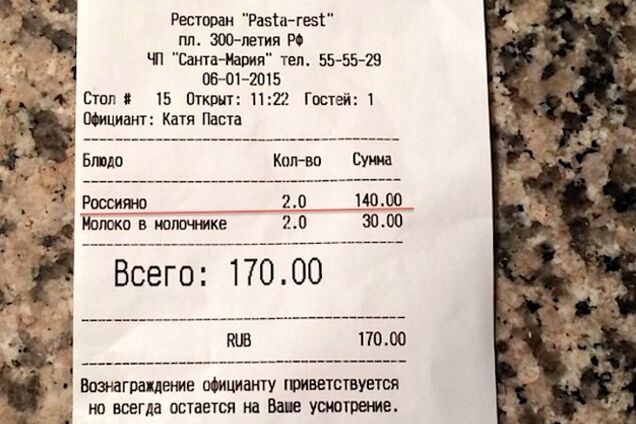 Ресторан "Pasta-rest"
пл. 300-летия РФ
ЧП "Санта-Мария" тел. 55-55-29
06-01-2015
Стол # 15 Открыт: 11:22 Гостей: 1
Официант: Катя Паста
Блюдо Кол-во Сумма
Россияно 2.0 140.00
Молоко в молочнике 2.0 30.00
Всего: 170.00
RUB 170.00
Вознаграждение официанту приветствуется
но всегда остается на Ваше усмотрение.